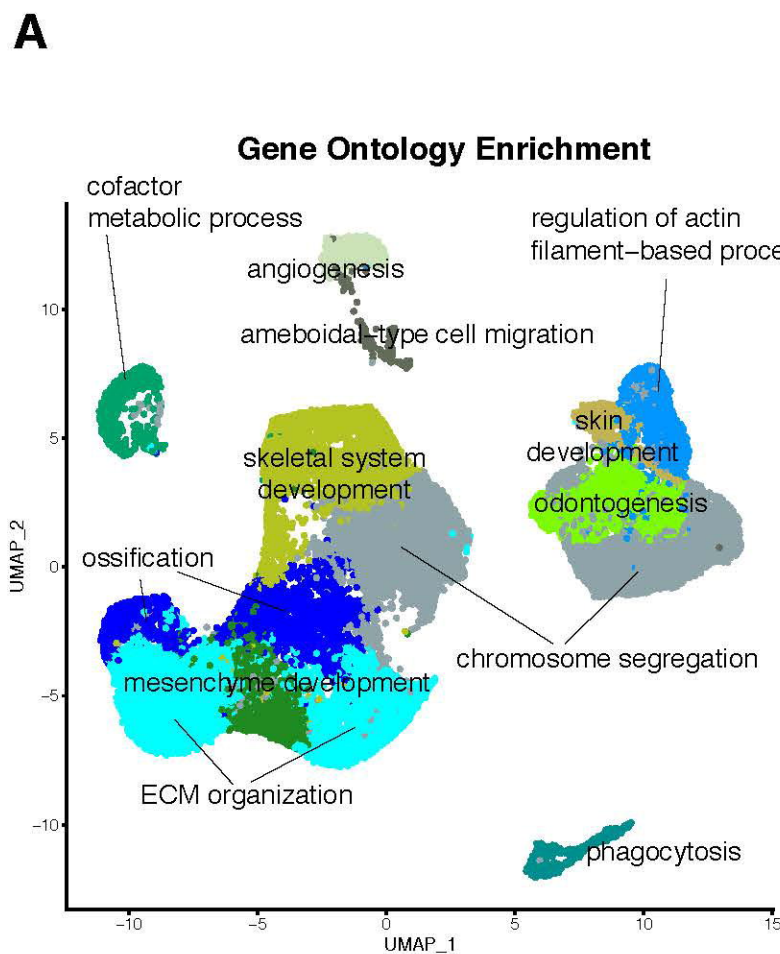 A
Gene Ontology Enrichment
cofactor
metabolic process
regulation of actin
filament–based proce
angiogenesis
ameboidal–type cell migration
skin
development
skeletal system
development
odontogenesis
ossification
chromosome segregation
mesenchyme development
ECM organization
phagocytosis
10
5
0
−5
−10
UMAP_2
−10
−5
0
5
10
15
UMAP_1